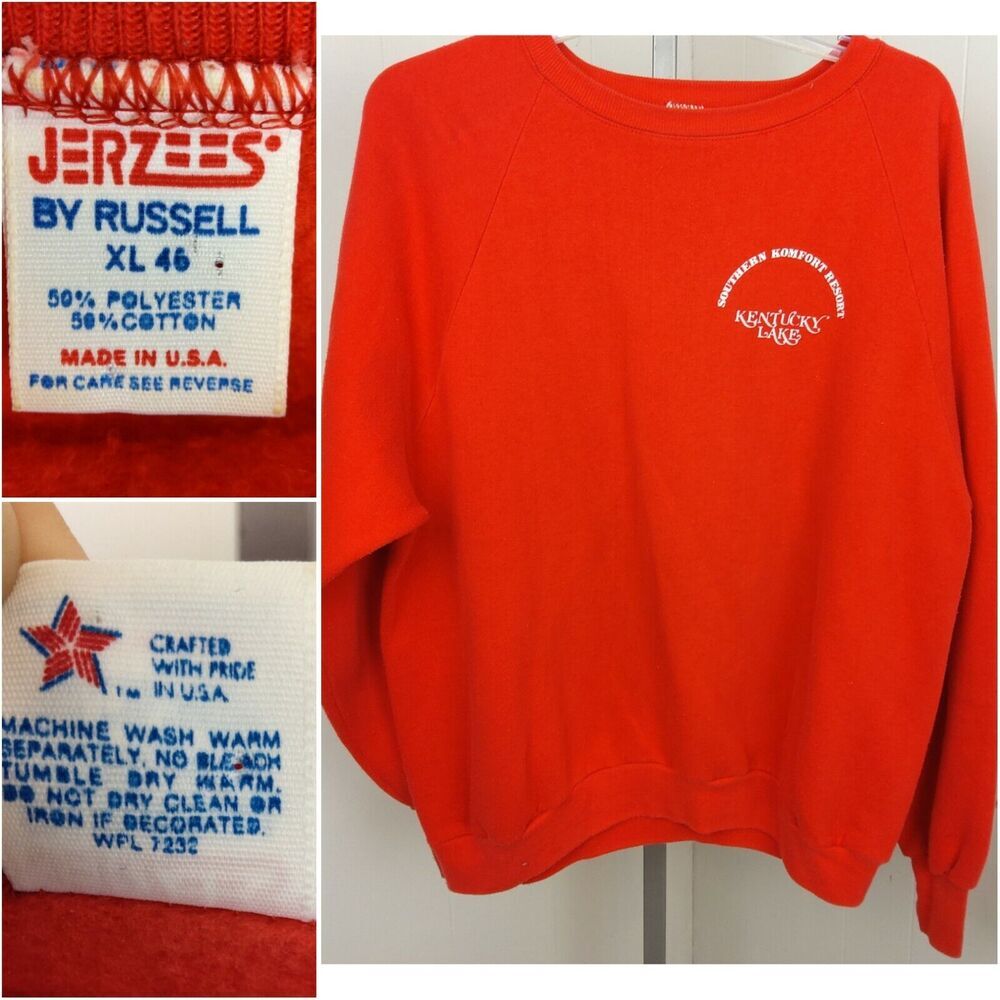 JERZEES
BY RUSSELL
XL 46
50% POLYESTER
50% COTTON
MADE IN U.S.A.
FOR CARE SEE REVERSE
CRAFTED
WITH PRIDE
TM IN U.S.A
MACHINE WASH WARM
SEPARATELY, NO BLEACH
TUMBLE DRY WARM.
DO NOT DRY CLEAN OR
IRON IF DECORATED.
WPL 7232
SOUTHERN KOMFORT RESORT
KENTUCKY
LAKE